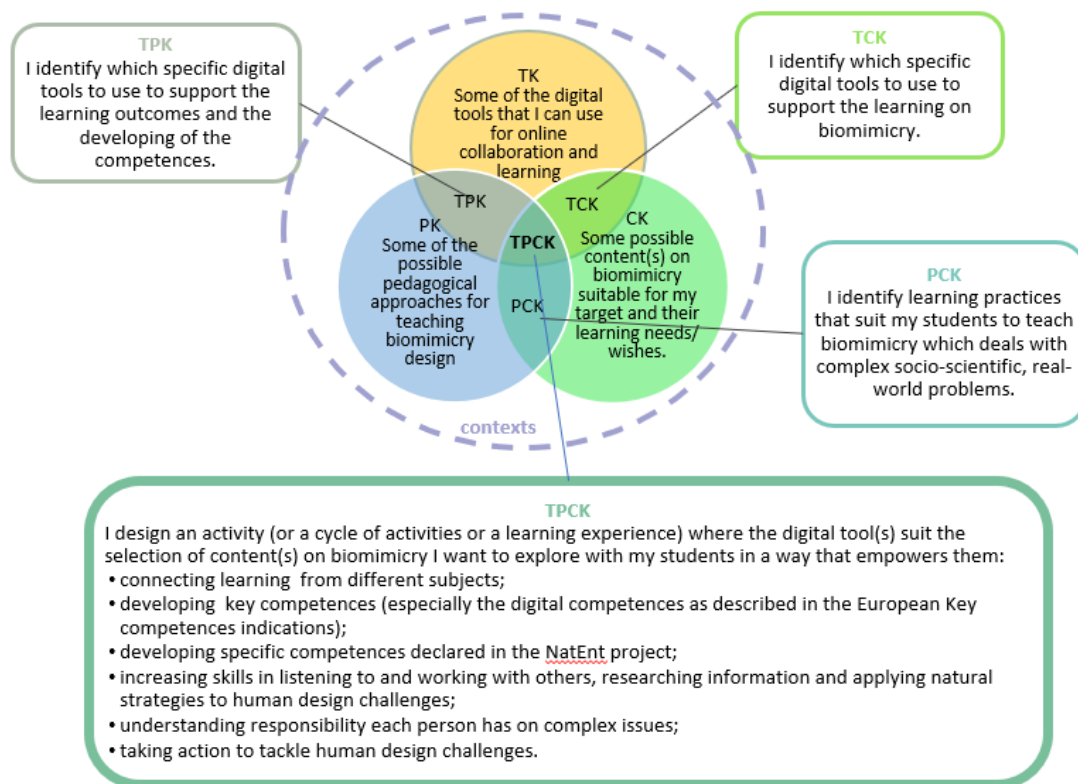 TPK
I identify which specific digital
tools to use to support the
learning outcomes and the
developing of the
competences.
TCK
I identify which specific
digital tools to use to
support the learning on
biomimicry.
TK
Some of the digital
tools that I can use
for online
collaboration and
learning
TPK
TCK
PK
Some of the
possible
pedagogical
approaches for
teaching
biomimicry
design
TPCK
CK
Some possible
content(s) on
biomimicry
suitable for my
target and their
learning needs/
wishes.
PCK
PCK
I identify learning practices
that suit my students to teach
biomimicry which deals with
complex socio-scientific, real-
world problems.
contexts
TPCK
I design an activity (or a cycle of activities or a learning experience) where the digital tool(s) suit the
selection of content(s) on biomimicry I want to explore with my students in a way that empowers them:
• connecting learning from different subjects;
• developing key competences (especially the digital competences as described in the European Key
competences indications);
• developing specific competences declared in the NatEnt project;
• increasing skills in listening to and working with others, researching information and applying natural
strategies to human design challenges;
• understanding responsibility each person has on complex issues;
• taking action to tackle human design challenges.